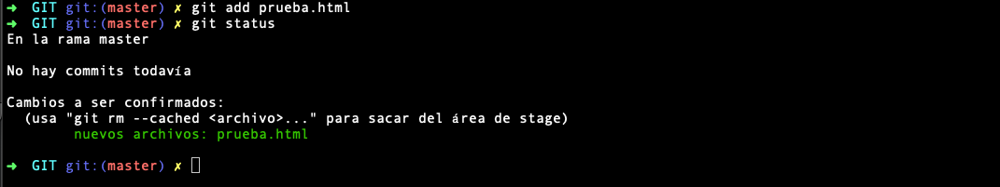 ➜ GIT git:(master) ✗ git add prueba.html
➜ GIT git:(master) ✗ git status
En la rama master
No hay commits todavía
Cambios a ser confirmados:
(usa "git rm --cached <archivo>..." para sacar del área de stage)
nuevos archivos: prueba.html
➜ GIT git:(master) ✗